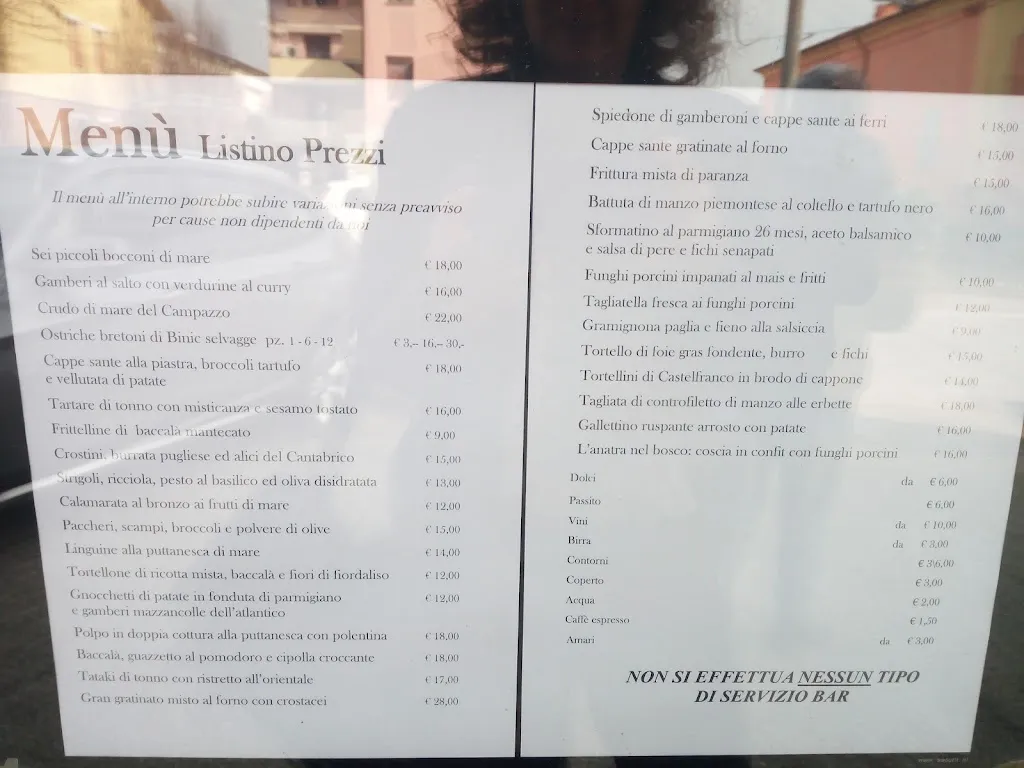 Menù Listino Prezzi
Il menù all'interno potrebbe subire senza preavviso
per cause non dipendenti da noi
Sei piccoli bocconi di mare € 18,00
Gamberi al salto con verdurine al curry € 16,00
Crudo di mare del Campazzo € 22,00
Ostriche bretoni di Binic selvagge pz. 1 - 6 - 12 € 3,– 16,– 30,-
Cappe sante alla piastra, broccoli tartufo € 18,00
e vellutata di patate
Tartare di tonno con misticanza e sesamo tostato € 16,00
Frittelline di baccalà mantecato € 9,00
Crostini, burrata pugliese ed alici del Cantabrico € 15,00
Strigoli, ricciola, pesto al basilico ed oliva disidratata € 13,00
Calamarata al bronzo ai frutti di mare € 12,00
Paccheri, scampi, broccoli e polvere di olive € 15,00
Linguine alla puttanesca di mare € 14,00
Tortellone di ricotta mista, baccalà e fiori di fiordaliso € 12,00
Gnocchetti di patate in fonduta di parmigiano € 12,00
e gamberi mazzancolle dell'atlantico
Polpo in doppia cottura alla puttanesca con polentina € 18,00
Baccalà, guazzetto al pomodoro e cipolla croccante € 18,00
Tataki di tonno con ristretto all'orientale € 17,00
Gran gratinato misto al forno con crostacei € 28,00
Spiedone di gamberoni e cappe sante ai ferri € 18,00
Cappe sante gratinate al forno € 15,00
Frittura mista di paranza € 15,00
Battuta di manzo piemontese al coltello e tartufo nero € 16,00
Sformatino al parmigiano 26 mesi, aceto balsamico € 10,00
e salsa di pere e fichi senapati
Funghi porcini impanati al mais e fritti € 10,00
Tagliatella fresca ai funghi porcini € 12,00
Gramignona paglia e fieno alla salsiccia € 9,00
Tortello di foie gras fondente, burro e fichi € 15,00
Tortellini di Castelfranco in brodo di cappone € 14,00
Tagliata di controfiletto di manzo alle erbette € 18,00
Gallettino ruspante arrosto con patate € 16,00
L'anatra nel bosco: coscia in confit con funghi porcini € 16,00
Dolci da € 6,00
Passito € 6,00
Vini da € 10,00
Birra da € 3,00
Contorni € 3\6,00
Coperto € 3,00
Acqua € 2,00
Caffè espresso € 1,50
Amari da € 3,00
NON SI EFFETTUA NESSUN TIPO
DI SERVIZIO BAR